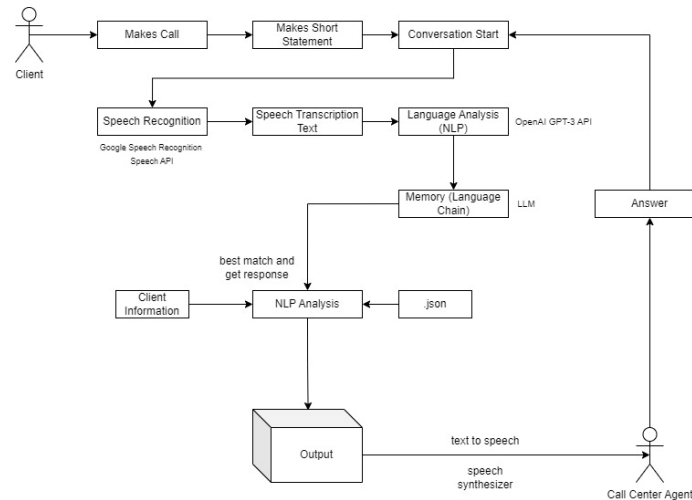 Makes Call
Makes Short
Statement
Conversation Start
Client
Speech Recognition
Speech Transcription
Text
Language Analysis
(NLP)
OpenAI GPT-3 API
Google Speech Recognition
Speech API
Memory (Language
Chain)
LLM
Answer
best match and
get response
Client
Information
NLP Analysis
.json
Output
text to speech
speech
synthesizer
Call Center Agent